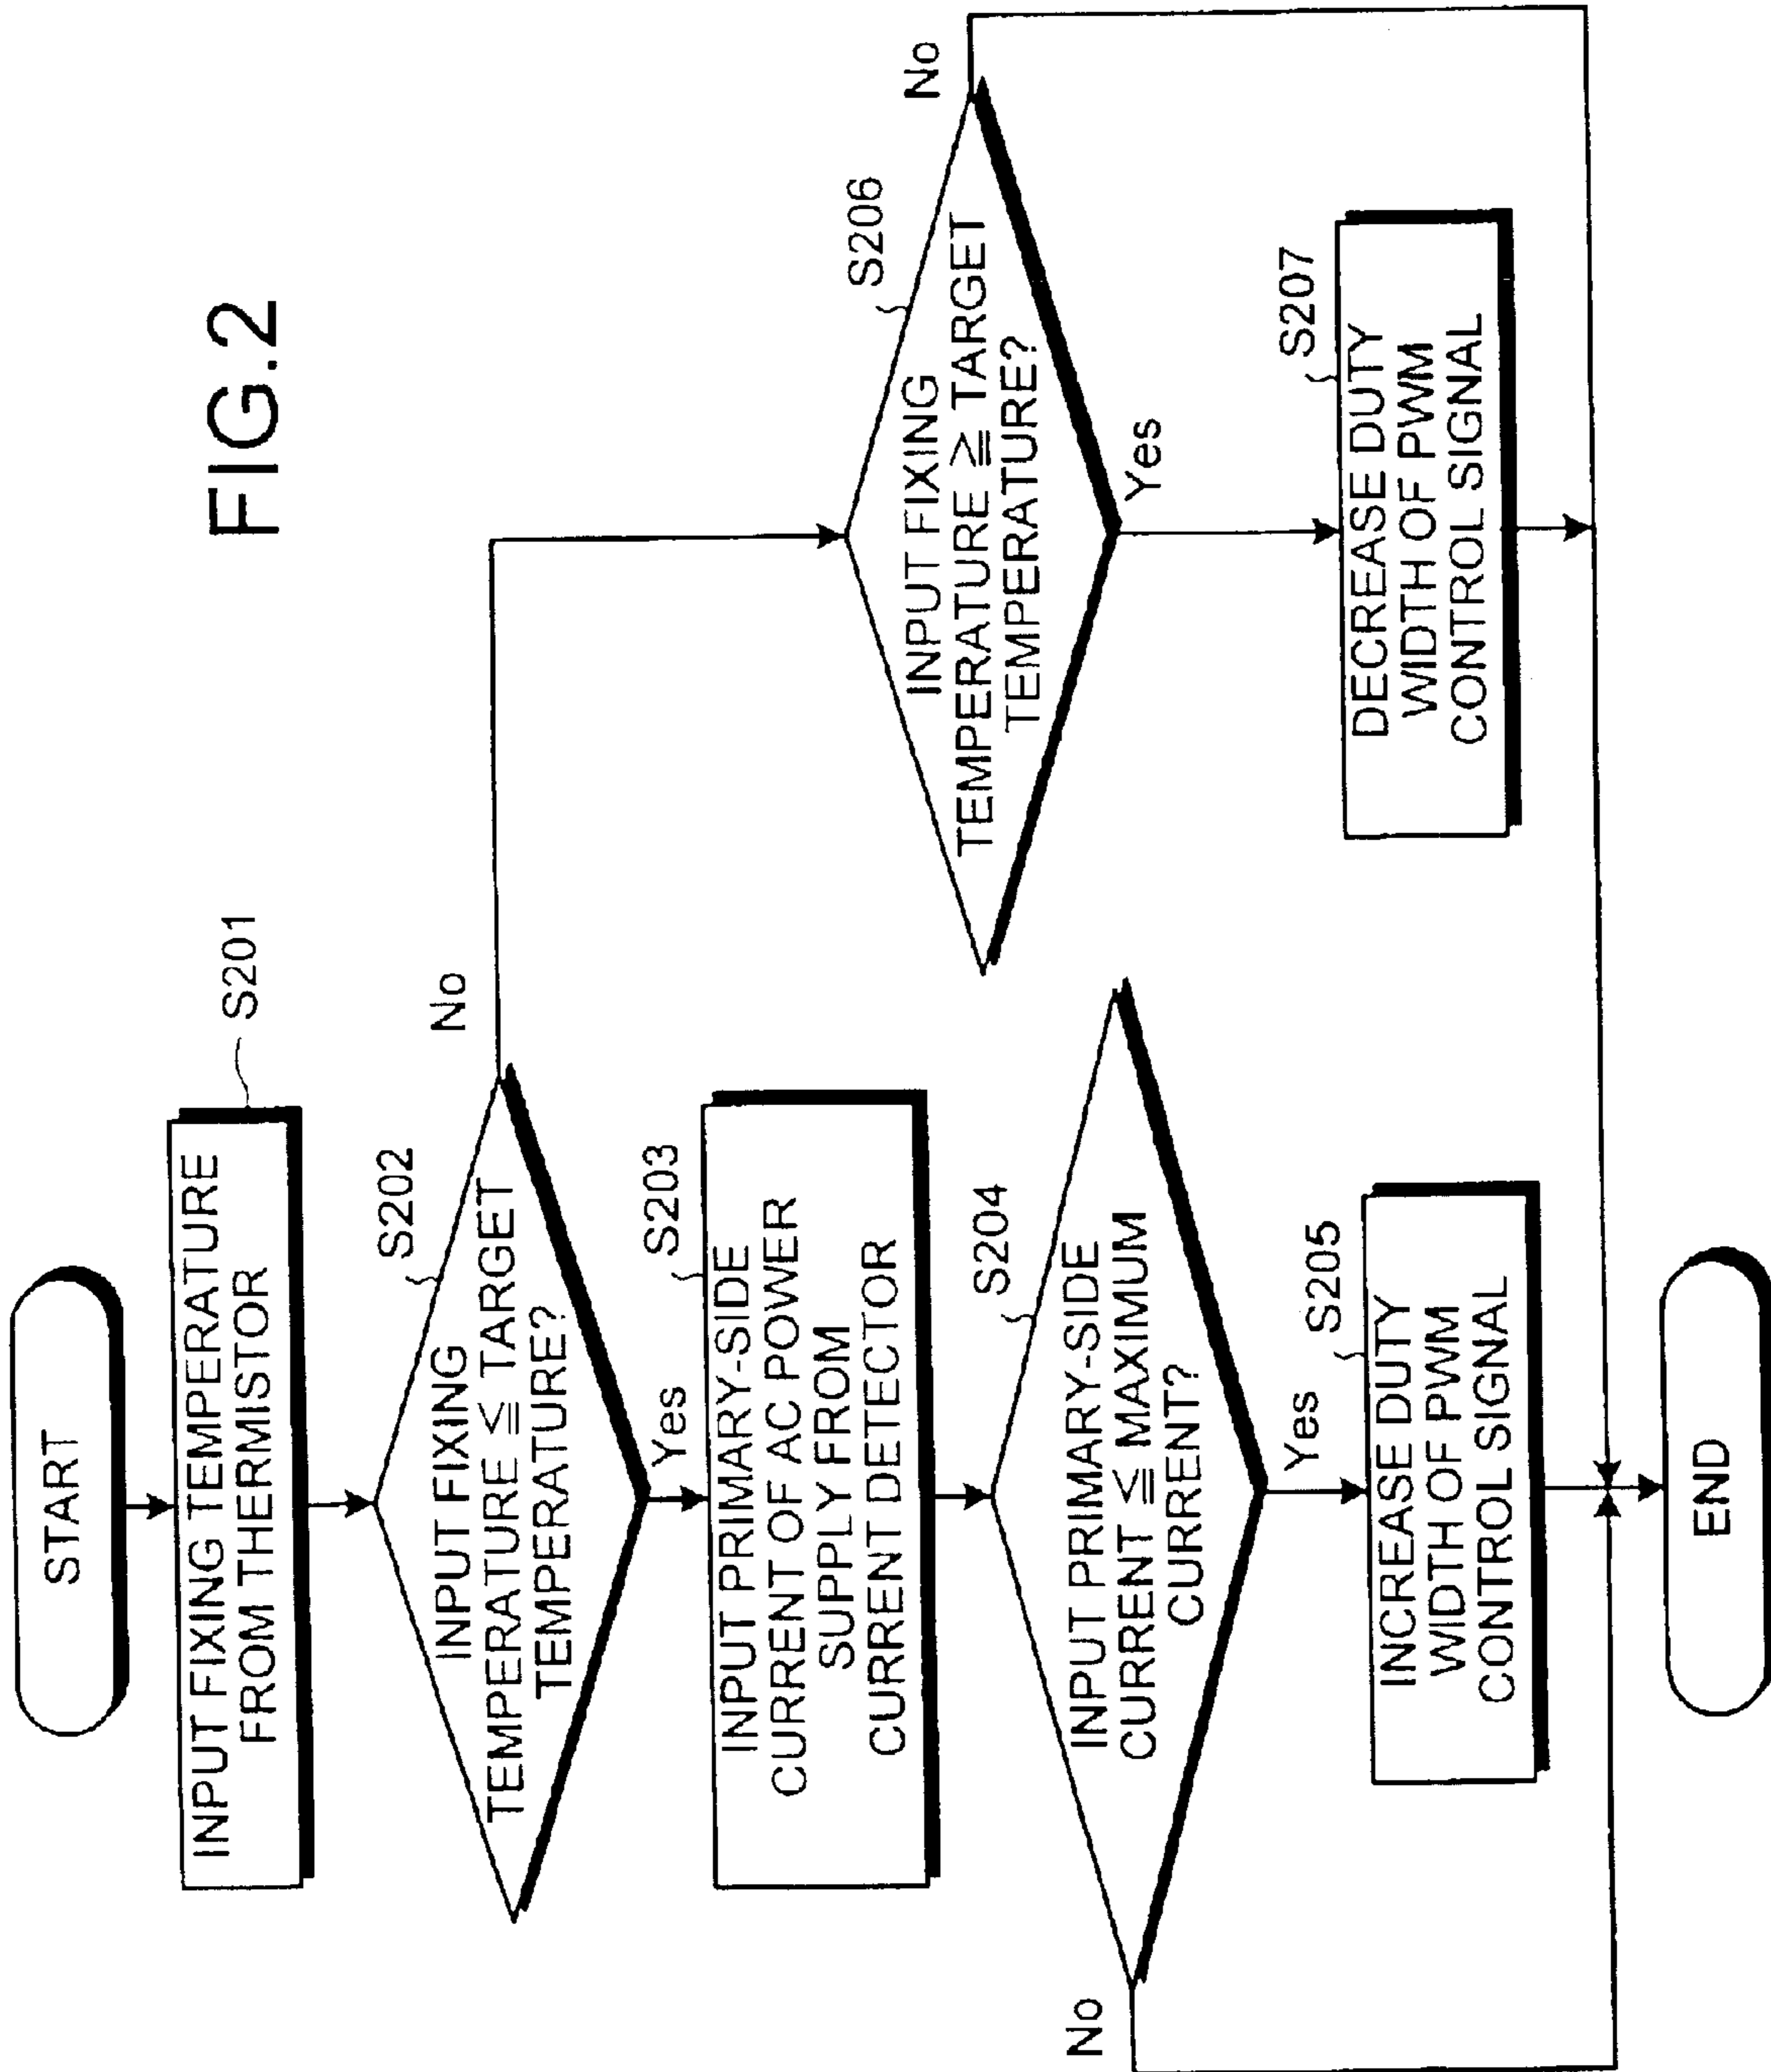 FIG.2
START
INPUT FIXING TEMPERATURE
FROM THERMISTOR
S201
S202
INPUT FIXING
TEMPERATURE ≦ TARGET
TEMPERATURE?
No
Yes
S203
INPUT PRIMARY-SIDE
CURRENT OF AC POWER
SUPPLY FROM
CURRENT DETECTOR
S204
INPUT PRIMARY-SIDE
CURRENT ≦ MAXIMUM
CURRENT?
No
Yes
S205
INCREASE DUTY
WIDTH OF PWM
CONTROL SIGNAL
S206
INPUT FIXING
TEMPERATURE ≧ TARGET
TEMPERATURE?
No
Yes
S207
DECREASE DUTY
WIDTH OF PWM
CONTROL SIGNAL
END